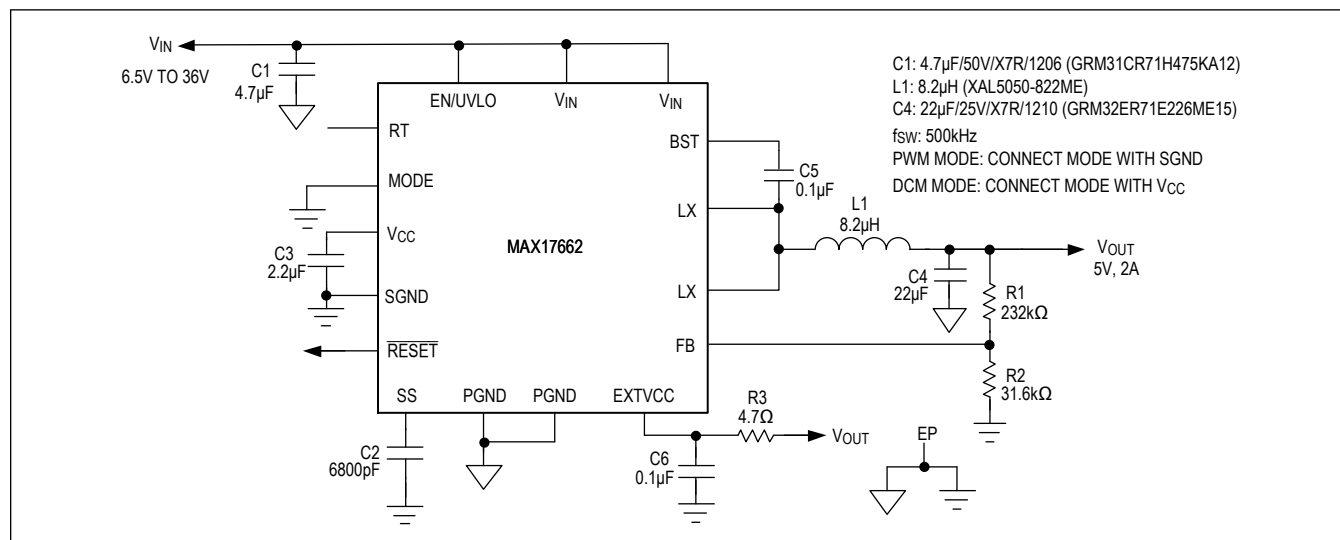 VIN
6.5V TO 36V
C1
4.7µF
EN/UVLO
VIN
VIN
C1: 4.7µF/50V/X7R/1206 (GRM31CR71H475KA12)
L1: 8.2µH (XAL5050-822ME)
C4: 22µF/25V/X7R/1210 (GRM32ER71E226ME15)
fSW: 500kHz
PWM MODE: CONNECT MODE WITH SGND
DCM MODE: CONNECT MODE WITH VCC
RT
BST
MODE
C5
0.1µF
LX
L1
8.2µH
VCC
C3
2.2µF
MAX17662
VOUT
5V, 2A
C4
22µF
SGND
LX
R1
232kΩ
RESET
FB
R2
31.6kΩ
SS
PGND
PGND
EXTVCC
R3
4.7Ω
VOUT
EP
C2
6800pF
C6
0.1µF